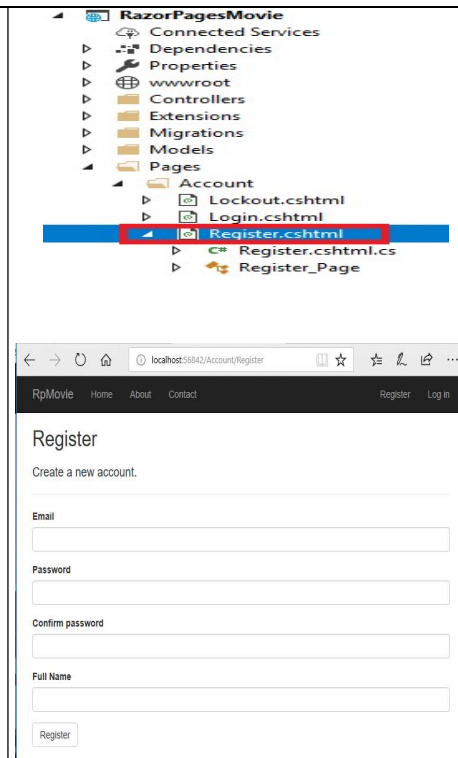 RazorPagesMovie
Connected Services
Dependencies
Properties
wwwroot
Controllers
Extensions
Migrations
Models
Pages
Account
Lockout.cshtml
Login.cshtml
Register.cshtml
C# Register.cshtml.cs
Register_Page
localhost:56842/Account/Register
RpMovie Home About Contact Register Log in
Register
Create a new account.
Email
Password
Confirm password
Full Name
Register